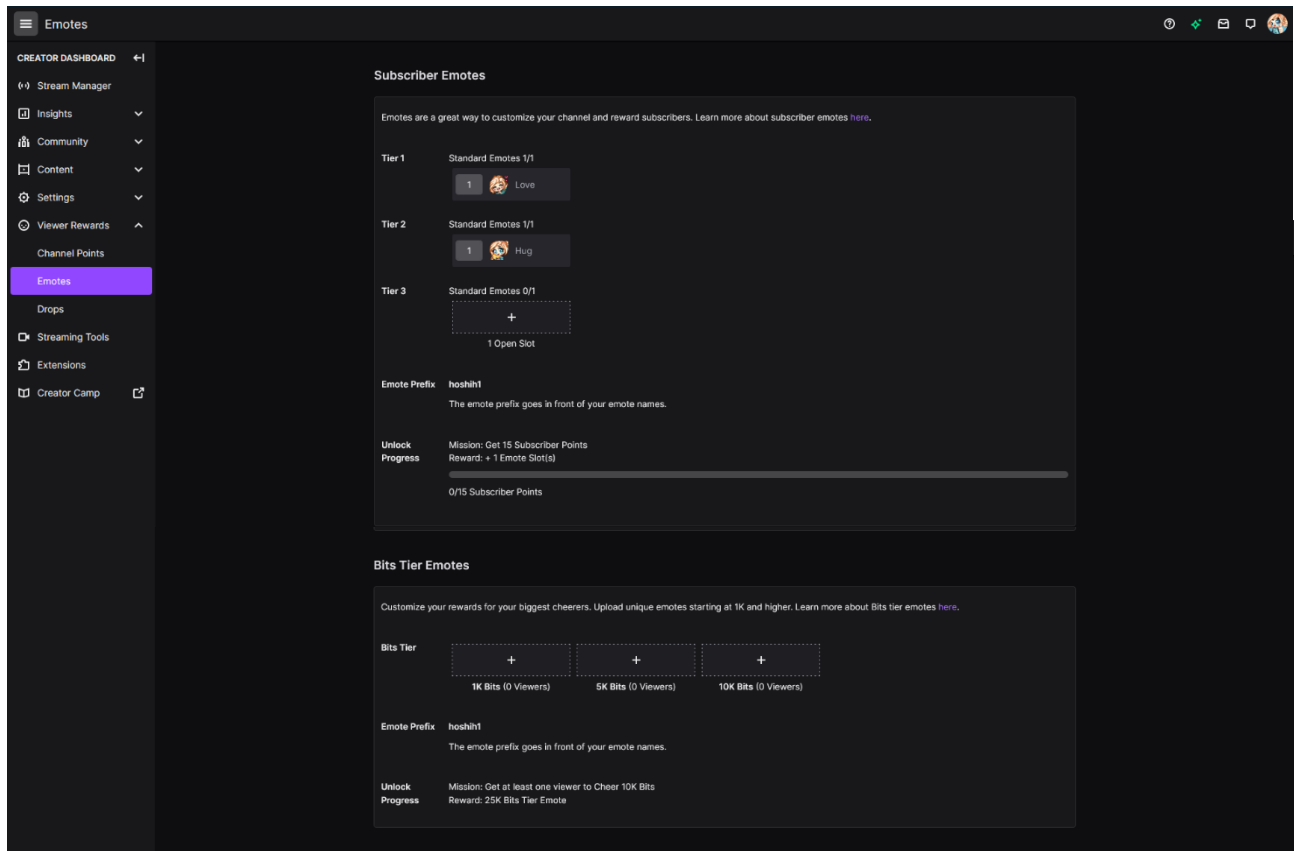 Emotes
CREATOR DASHBOARD
Stream Manager
Insights
Community
Content
Settings
Viewer Rewards
Channel Points
Emotes
Drops
Streaming Tools
Extensions
Creator Camp
Subscriber Emotes
Emotes are a great way to customize your channel and reward subscribers. Learn more about subscriber emotes here.
Tier 1 Standard Emotes 1/1
1 Love
Tier 2 Standard Emotes 1/1
1 Hug
Tier 3 Standard Emotes 0/1
+
1 Open Slot
Emote Prefix hoshih1
The emote prefix goes in front of your emote names.
Unlock Mission: Get 15 Subscriber Points
Progress Reward: + 1 Emote Slot(s)
0/15 Subscriber Points
Bits Tier Emotes
Customize your rewards for your biggest cheerers. Upload unique emotes starting at 1K and higher. Learn more about Bits tier emotes here.
Bits Tier
+ + +
1K Bits (0 Viewers) 5K Bits (0 Viewers) 10K Bits (0 Viewers)
Emote Prefix hoshih1
The emote prefix goes in front of your emote names.
Unlock Mission: Get at least one viewer to Cheer 10K Bits
Progress Reward: 25K Bits Tier Emote